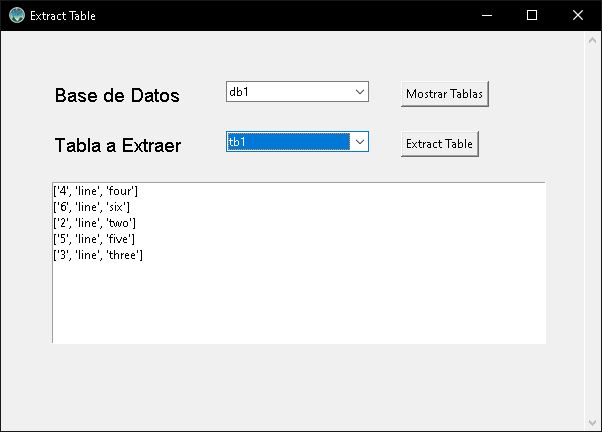 Extract Table
Base de Datos db1 Mostrar Tablas
Tabla a Extraer tb1 Extract Table
['4', 'line', 'four']
['6', 'line', 'six']
['2', 'line', 'two']
['5', 'line', 'five']
['3', 'line', 'three']